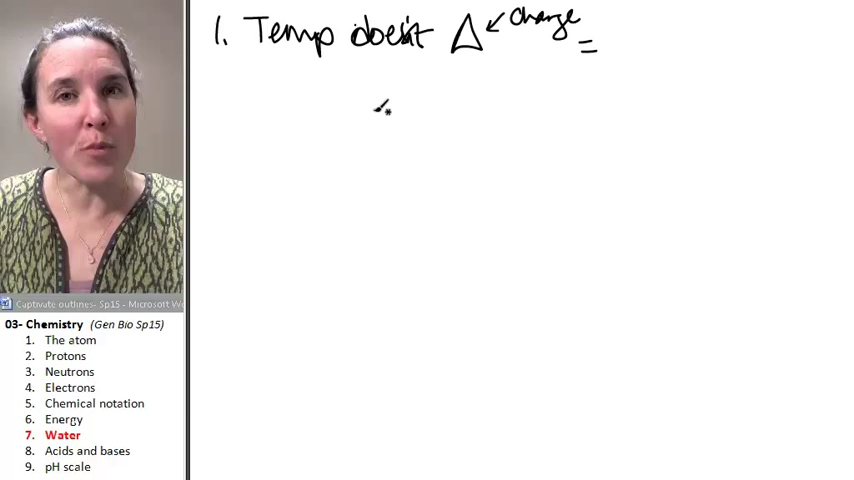 1. Temp doesn't Δ ← change
=
Captivate outlines- Sp15 - Microsoft Wo
03- Chemistry (Gen Bio Sp15)
1. The atom
2. Protons
3. Neutrons
4. Electrons
5. Chemical notation
6. Energy
7. Water
8. Acids and bases
9. pH scale